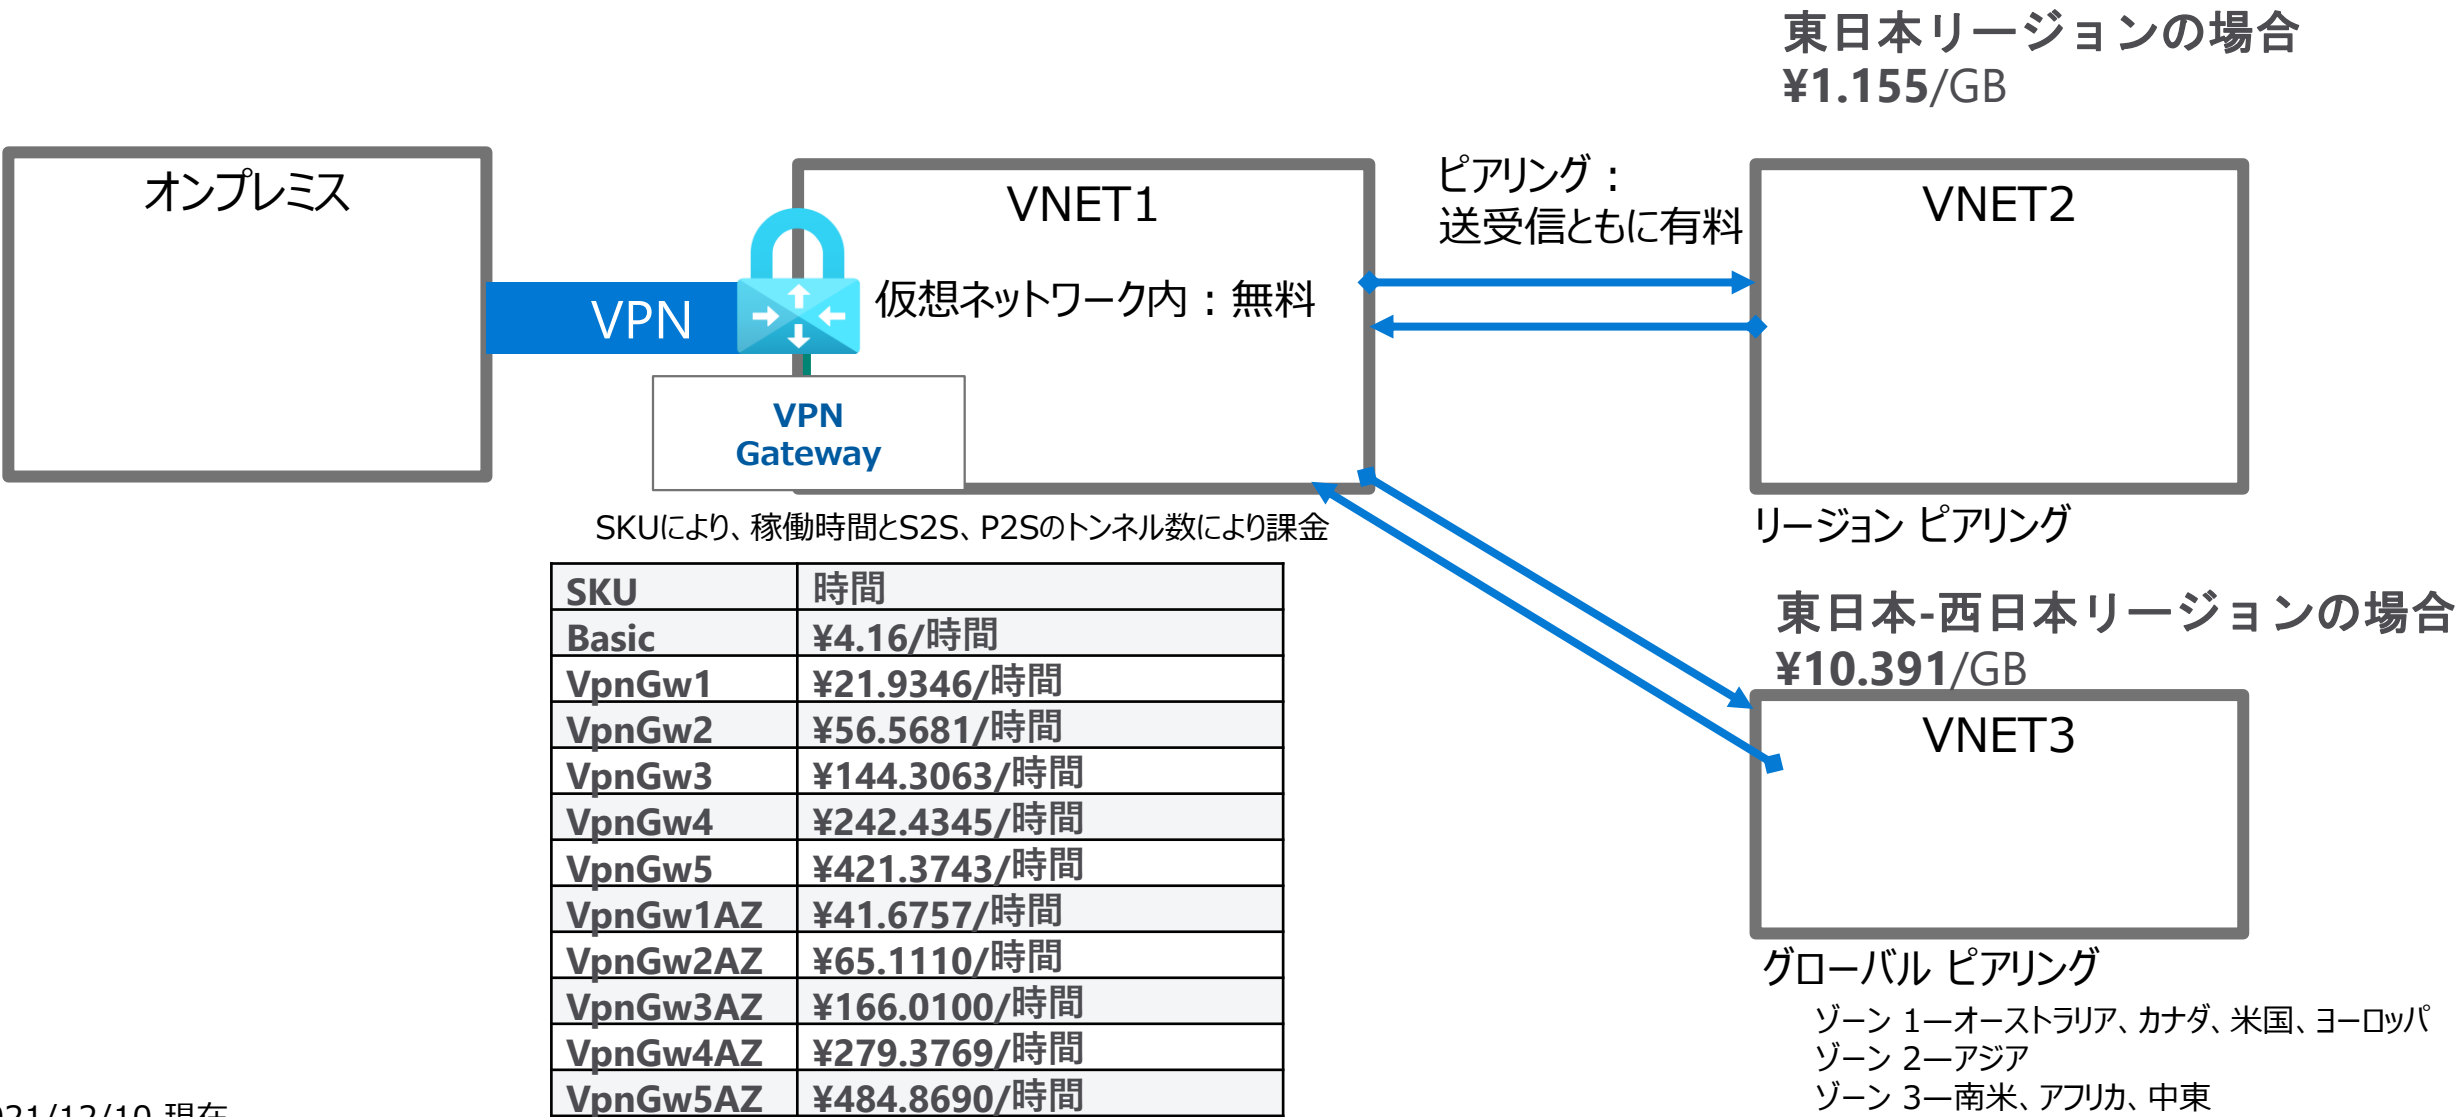 東日本リージョンの場合
¥1.155/GB
オンプレミス
VPN
VPN
Gateway
VNET1
仮想ネットワーク内：無料
ピアリング：
送受信ともに有料
VNET2
リージョン ピアリング
SKUにより、稼働時間とS2S、P2Sのトンネル数により課金
SKU 時間
Basic ¥4.16/時間
VpnGw1 ¥21.9346/時間
VpnGw2 ¥56.5681/時間
VpnGw3 ¥144.3063/時間
VpnGw4 ¥242.4345/時間
VpnGw5 ¥421.3743/時間
VpnGw1AZ ¥41.6757/時間
VpnGw2AZ ¥65.1110/時間
VpnGw3AZ ¥166.0100/時間
VpnGw4AZ ¥279.3769/時間
VpnGw5AZ ¥484.8690/時間
東日本-西日本リージョンの場合
¥10.391/GB
VNET3
グローバル ピアリング
ゾーン 1—オーストラリア、カナダ、米国、ヨーロッパ
ゾーン 2—アジア
ゾーン 3—南米、アフリカ、中東
021/12/10 現在